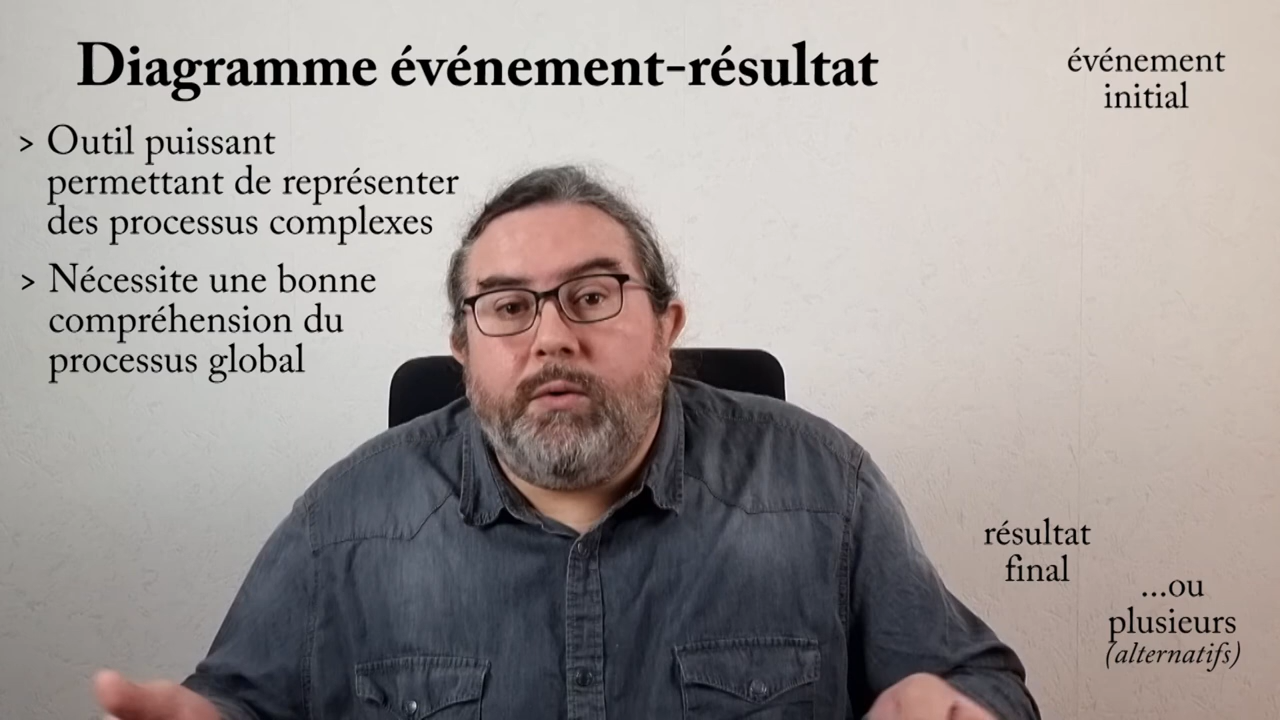 Diagramme événement-résultat
> Outil puissant
permettant de représenter
des processus complexes
> Nécessite une bonne
compréhension du
processus global
événement
initial
résultat
final
...ou
plusieurs
(alternatifs)